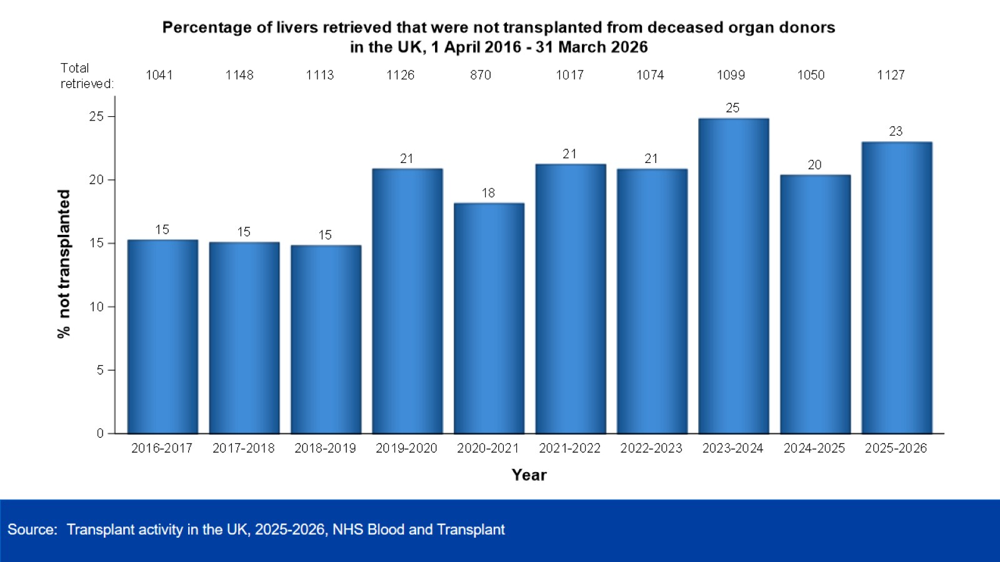 Percentage of livers retrieved that were not transplanted from deceased organ donors
in the UK, 1 April 2016 - 31 March 2026
Total
retrieved:
1041 1148 1113 1126 870 1017 1074 1099 1050 1127
% not transplanted
25
20
15
10
5
0
15 15 15 21 18 21 21 25 20 23
2016-2017 2017-2018 2018-2019 2019-2020 2020-2021 2021-2022 2022-2023 2023-2024 2024-2025 2025-2026
Year
Source: Transplant activity in the UK, 2025-2026, NHS Blood and Transplant